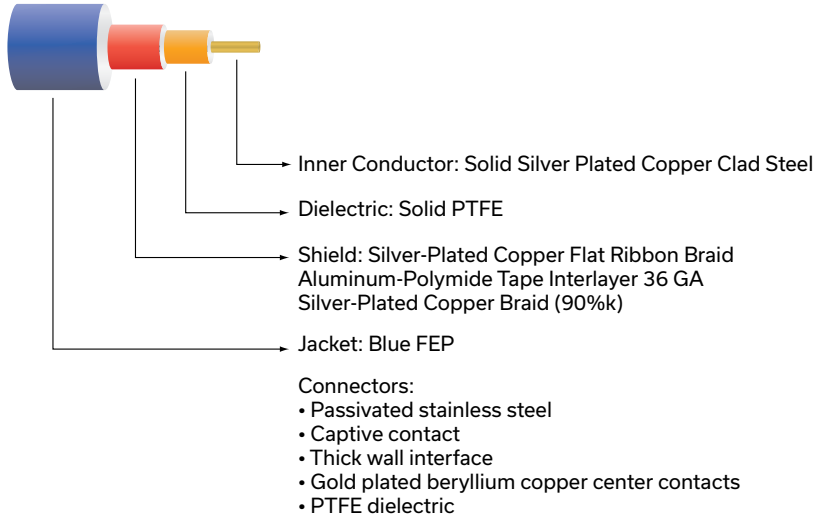 Inner Conductor: Solid Silver Plated Copper Clad Steel
Dielectric: Solid PTFE
Shield: Silver-Plated Copper Flat Ribbon Braid
Aluminum-Polymide Tape Interlayer 36 GA
Silver-Plated Copper Braid (90%k)
Jacket: Blue FEP
Connectors:
• Passivated stainless steel
• Captive contact
• Thick wall interface
• Gold plated beryllium copper center contacts
• PTFE dielectric